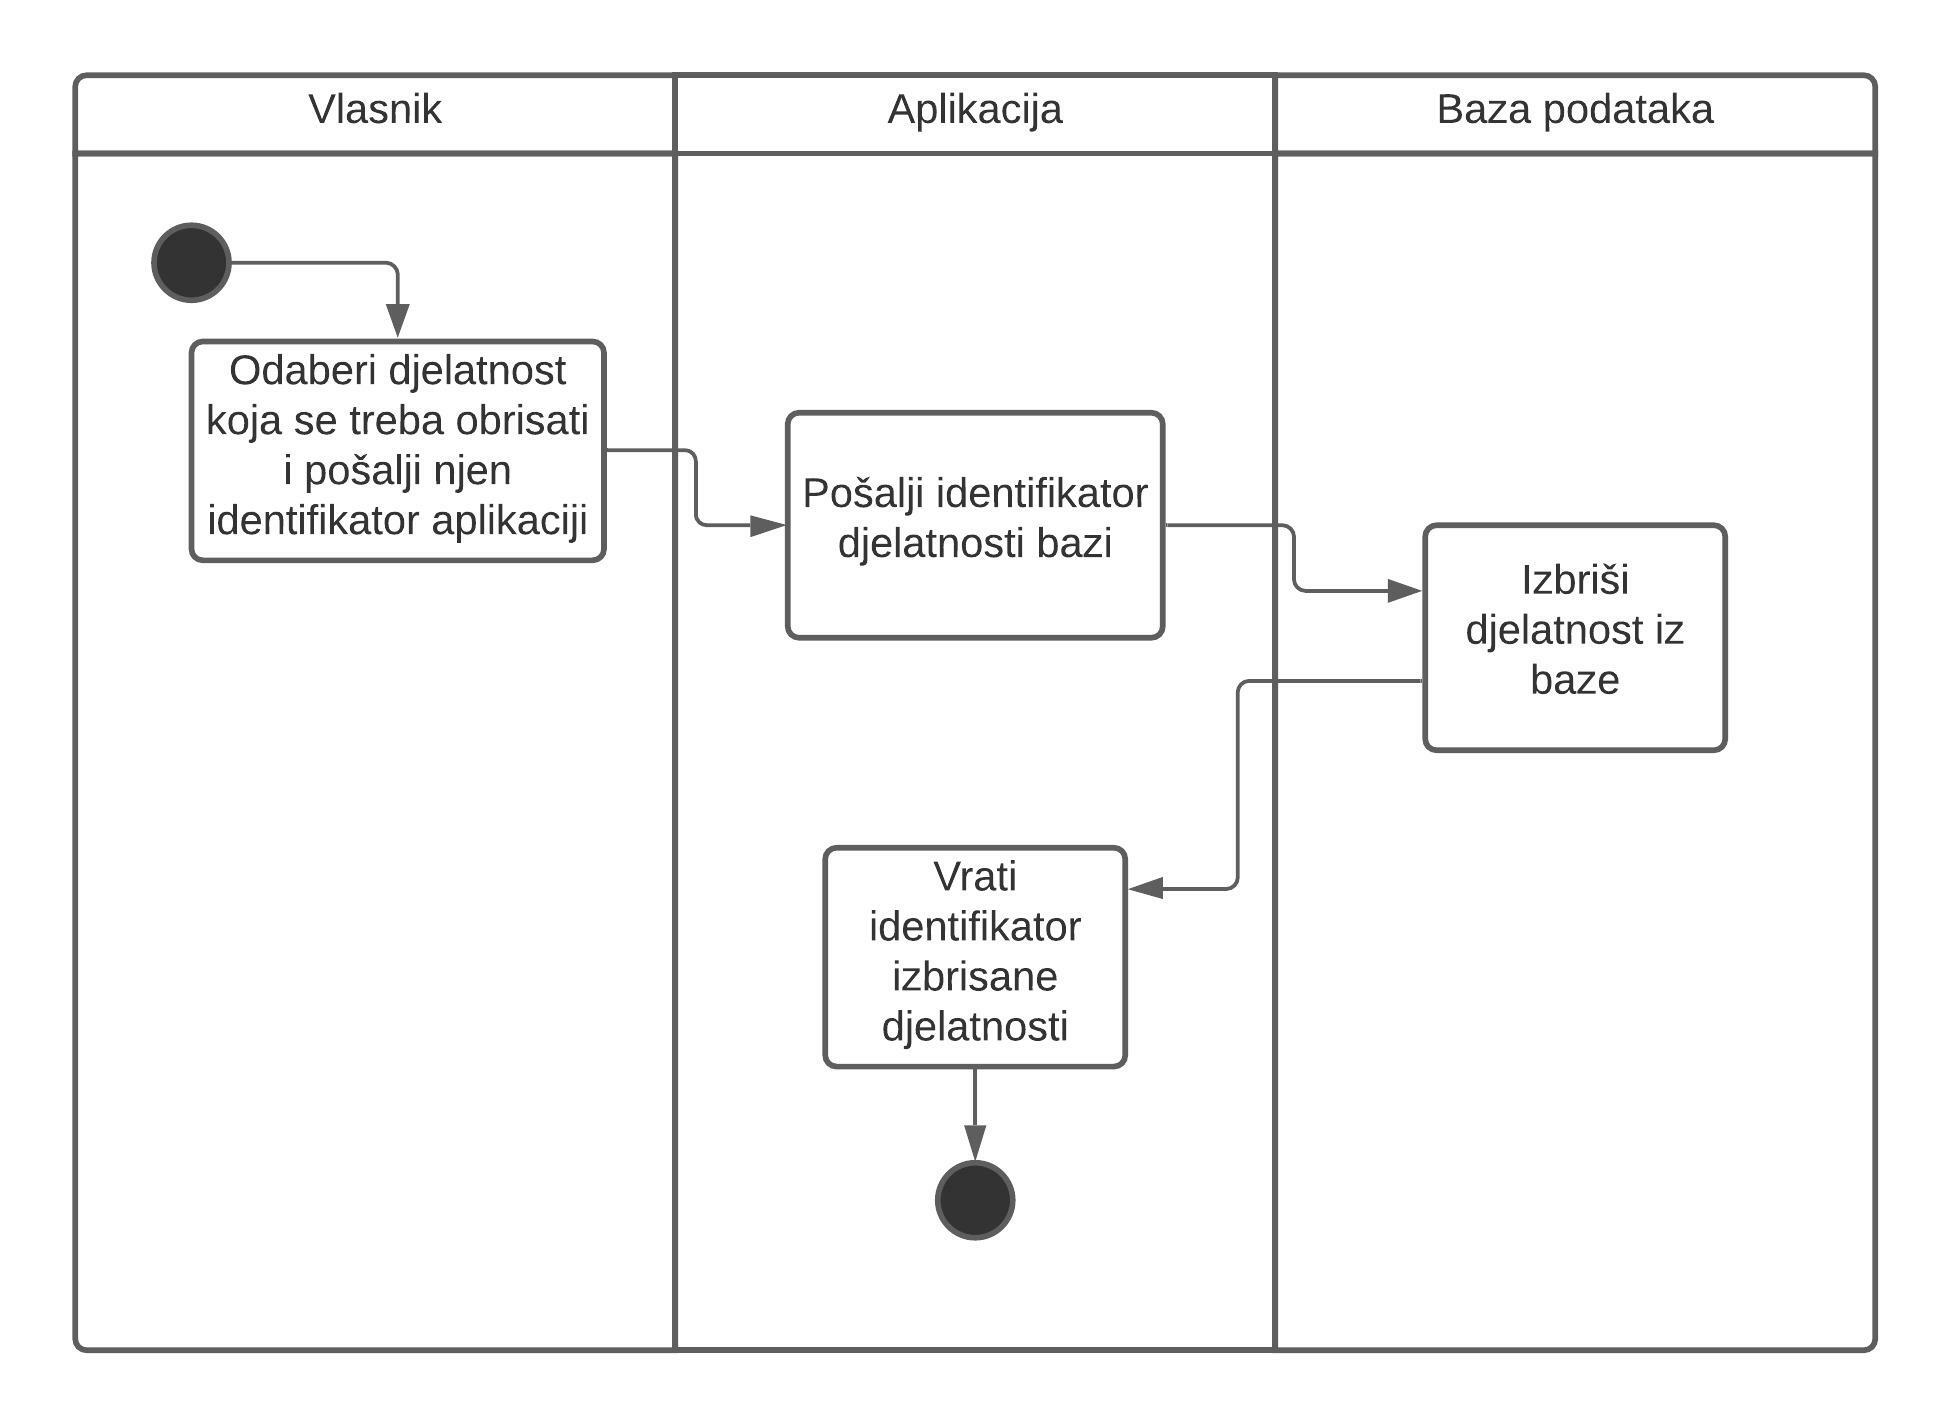 Vlasnik
Aplikacija
Baza podataka
Odaberi djelatnost
koja se treba obrisati
i pošalji njen
identifikator aplikaciji
Pošalji identifikator
djelatnosti bazi
Izbriši
djelatnost iz
baze
Vrati
identifikator
izbrisane
djelatnosti